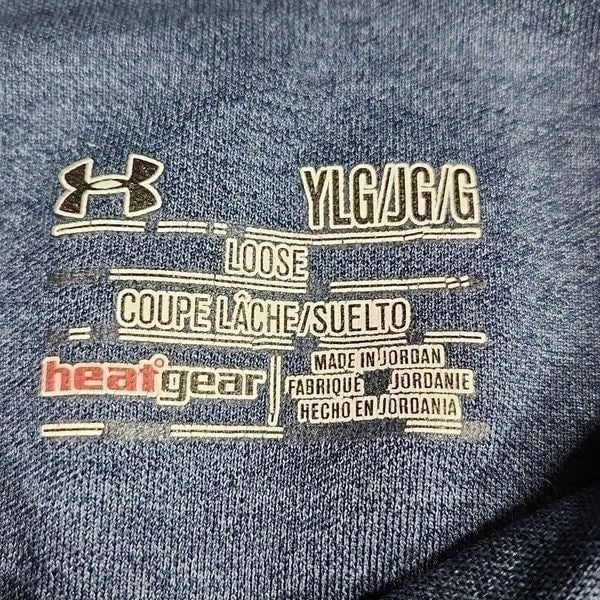 YLG/JG/G
LOOSE
COUPE LÂCHE/SUELTO
heatgear
MADE IN JORDAN
FABRIQUÉ JORDANIE
HECHO EN JORDANIA